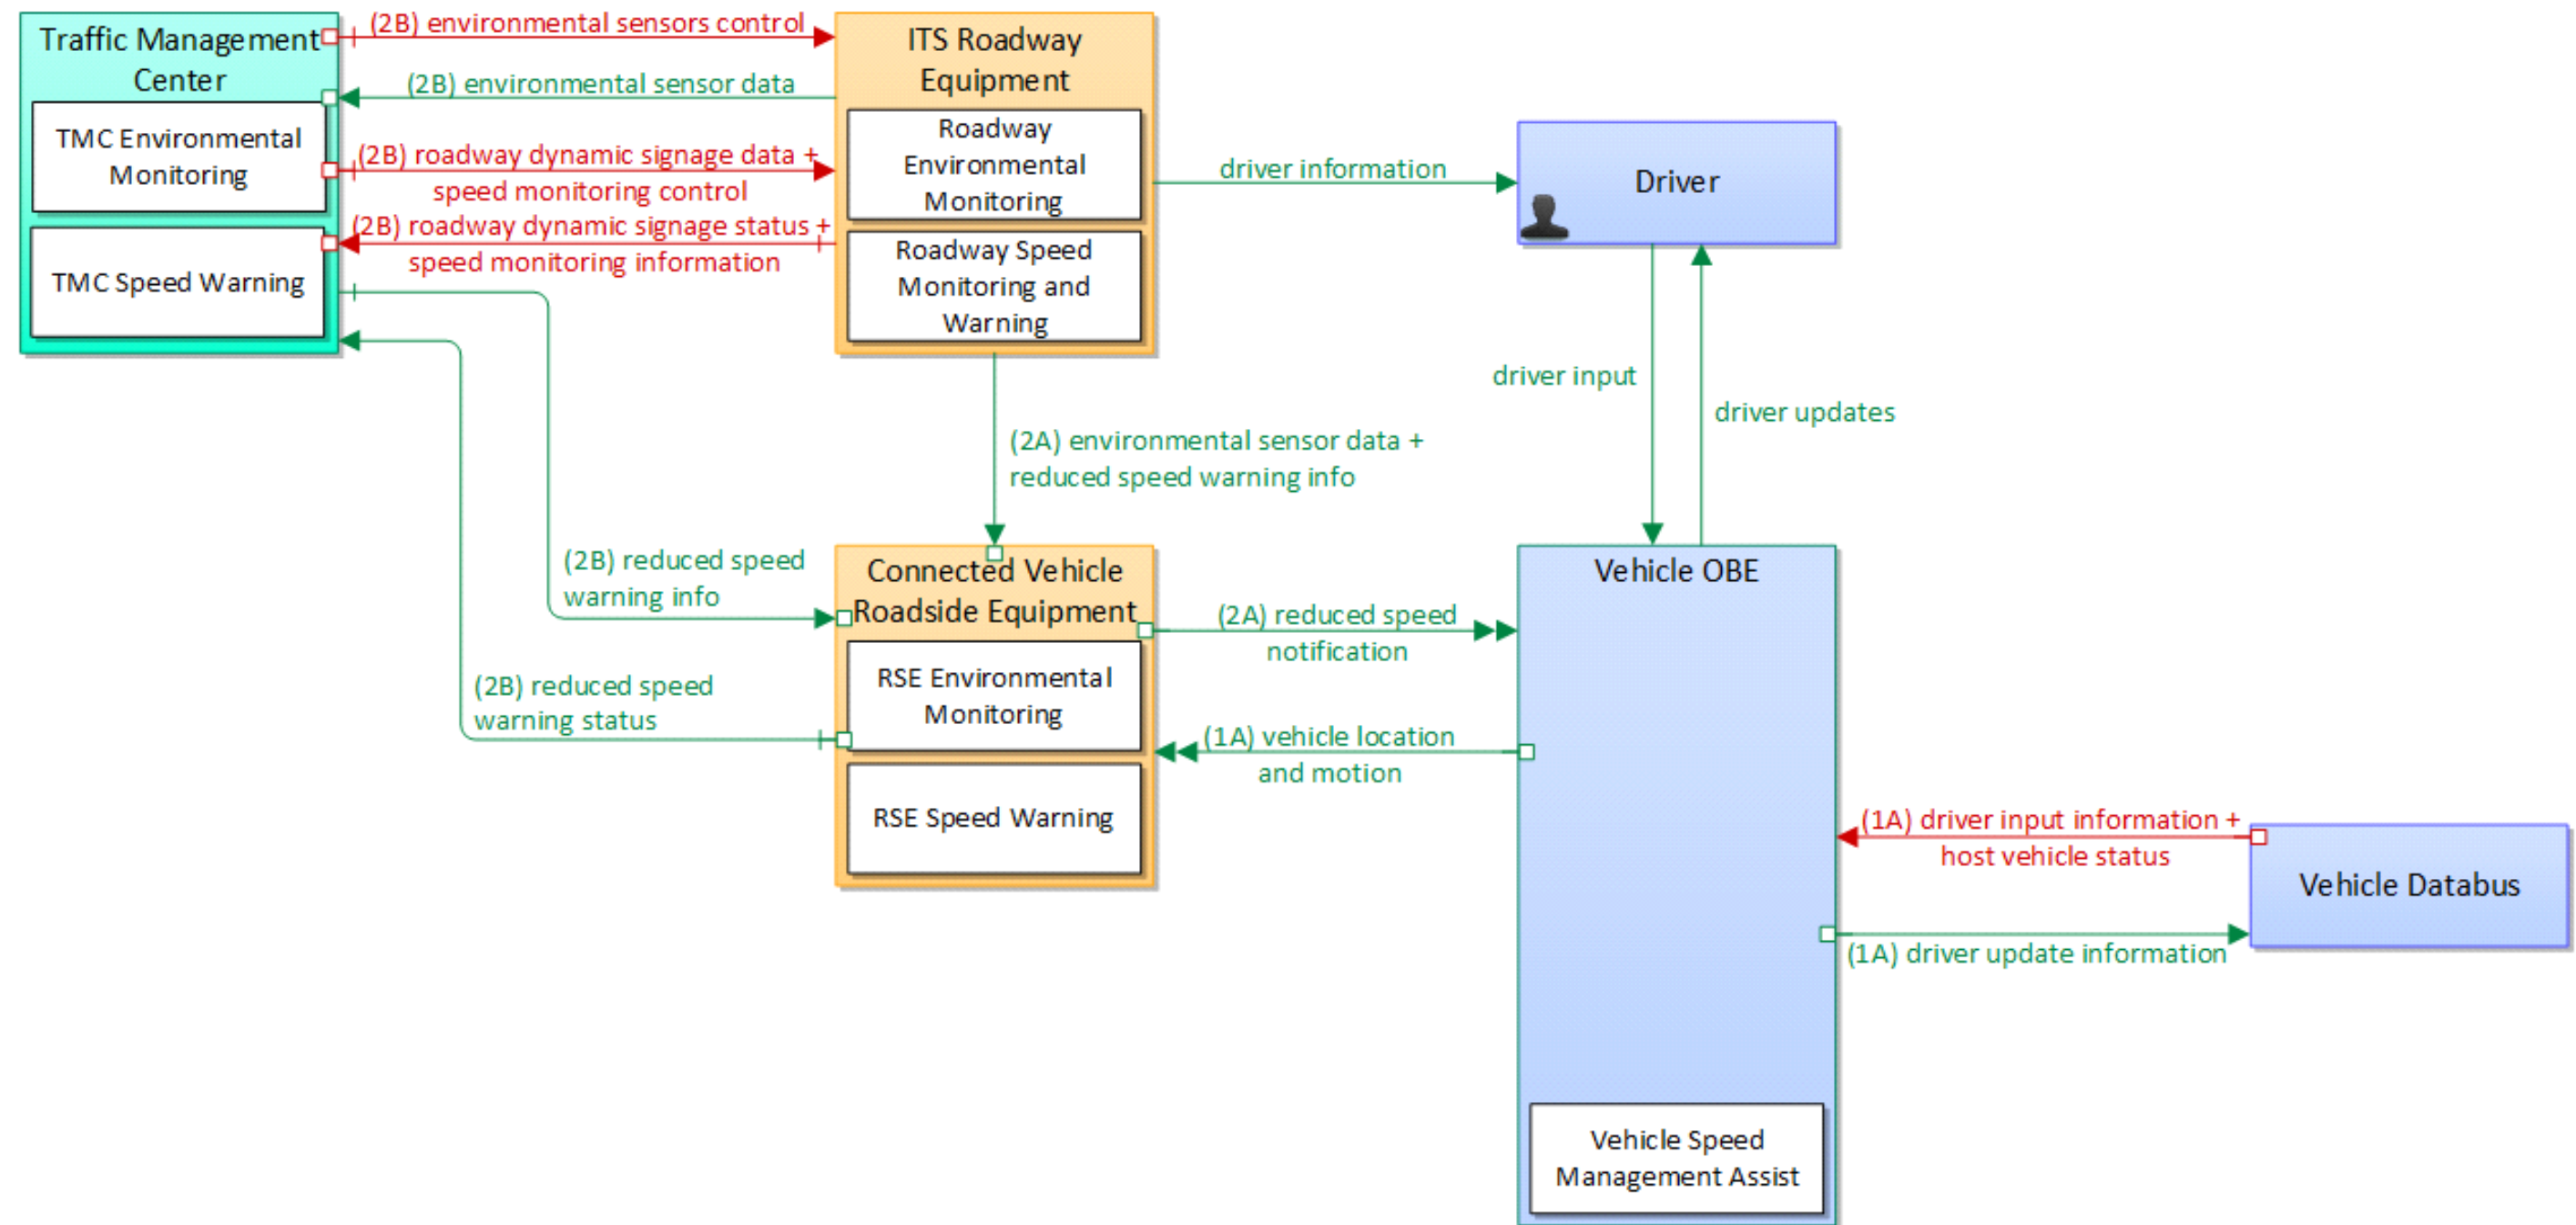 Traffic Management
Center
TMC Environmental
Monitoring
TMC Speed Warning
(2B) environmental sensors control
(2B) environmental sensor data
(2B) roadway dynamic signage data +
speed monitoring control
(2B) roadway dynamic signage status +
speed monitoring information
ITS Roadway
Equipment
Roadway
Environmental
Monitoring
Roadway Speed
Monitoring and
Warning
driver information
Driver
driver input
driver updates
(2A) environmental sensor data +
reduced speed warning info
(2B) reduced speed
warning info
(2B) reduced speed
warning status
Connected Vehicle
Roadside Equipment
RSE Environmental
Monitoring
RSE Speed Warning
(2A) reduced speed
notification
(1A) vehicle location
and motion
Vehicle OBE
Vehicle Speed
Management Assist
(1A) driver input information +
host vehicle status
(1A) driver update information
Vehicle Databus